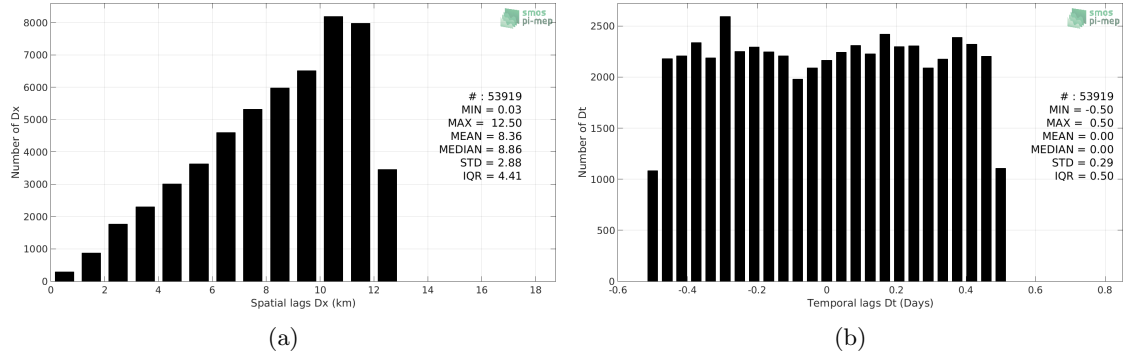 smos
pi-mep
Number of Dx
8000
7000
6000
5000
4000
3000
2000
1000
0
# : 53919
MIN = 0.03
MAX = 12.50
MEAN = 8.36
MEDIAN = 8.86
STD = 2.88
IQR = 4.41
0 2 4 6 8 10 12 14 16 18
Spatial lags Dx (km)
(a)
smos
pi-mep
Number of Dt
2500
2000
1500
1000
500
0
# : 53919
MIN = -0.50
MAX = 0.50
MEAN = 0.00
MEDIAN = 0.00
STD = 0.29
IQR = 0.50
-0.6 -0.4 -0.2 0 0.2 0.4 0.6 0.8
Temporal lags Dt (Days)
(b)